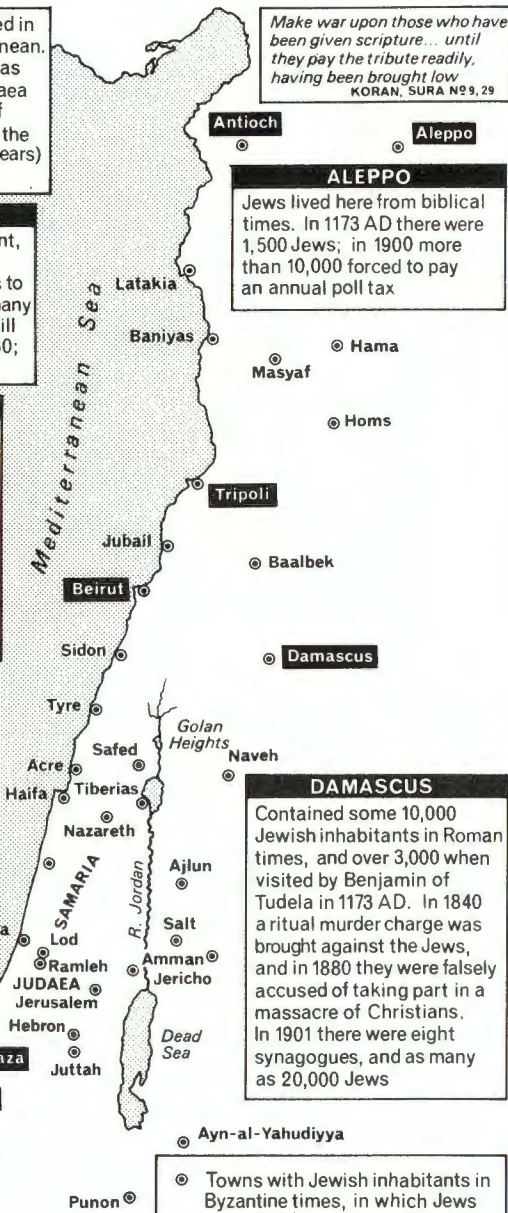 ed in
nean.
as
aea
f
the
ears)
Make war upon those who have
been given scripture... until
they pay the tribute readily,
having been brought low
KORAN, SURA Nº 9, 29
Antioch
Aleppo
ALEPPO
Jews lived here from biblical
times. In 1173 AD there were
1,500 Jews; in 1900 more
than 10,000 forced to pay
an annual poll tax
nt,
s to
any
ill
60;
Mediterranean Sea
Latakia
Baniyas
Hama
Masyaf
Homs
Tripoli
Jubail
Baalbek
Beirut
Sidon
Damascus
Tyre
Golan
Heights
Safed
Naveh
Acre
Haifa
Tiberias
Nazareth
DAMASCUS
Contained some 10,000
Jewish inhabitants in Roman
times, and over 3,000 when
visited by Benjamin of
Tudela in 1173 AD. In 1840
a ritual murder charge was
brought against the Jews,
and in 1880 they were falsely
accused of taking part in a
massacre of Christians.
In 1901 there were eight
synagogues, and as many
as 20,000 Jews
SAMARIA
R. Jordan
Ajlun
a
Lod
Salt
Ramleh
Amman
Jericho
JUDAEA
Jerusalem
Hebron
Dead
Sea
aza
Juttah
Ayn-al-Yahudiyya
Punon
Towns with Jewish inhabitants in
Byzantine times, in which Jews